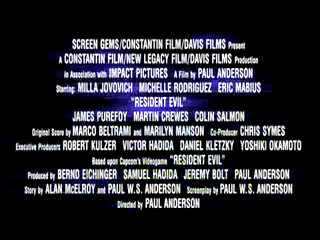 SCREEN GEMS/CONSTANTIN FILM/DAVIS FILMS Present
A CONSTANTIN FILM/NEW LEGACY FILM/DAVIS FILMS Production
in Association with IMPACT PICTURES A Film by PAUL ANDERSON
Starring: MILLA JOVOVICH MICHELLE RODRIGUEZ ERIC MABIUS
"RESIDENT EVIL"
JAMES PUREFOY MARTIN CREWES COLIN SALMON
Original Score by MARCO BELTRAMI and MARILYN MANSON Co-Producer CHRIS SYMES
Executive Producers ROBERT KULZER VICTOR HADIDA DANIEL KLETZKY YOSHIKI OKAMOTO
Based upon Capcom's Videogame "RESIDENT EVIL"
Produced by BERND EICHINGER SAMUEL HADIDA JEREMY BOLT PAUL ANDERSON
Story by ALAN McELROY and PAUL W.S. ANDERSON Screenplay by PAUL W.S. ANDERSON
Directed by PAUL ANDERSON